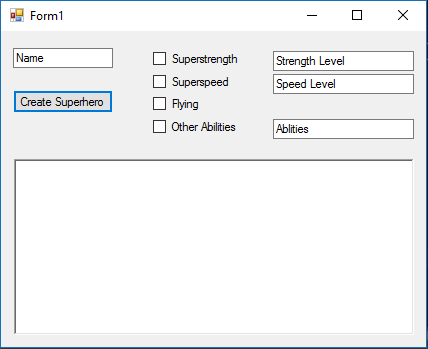 Form1
Name
Superstrength
Strength Level
Superspeed
Speed Level
Create Superhero
Flying
Other Abilities
Ablities